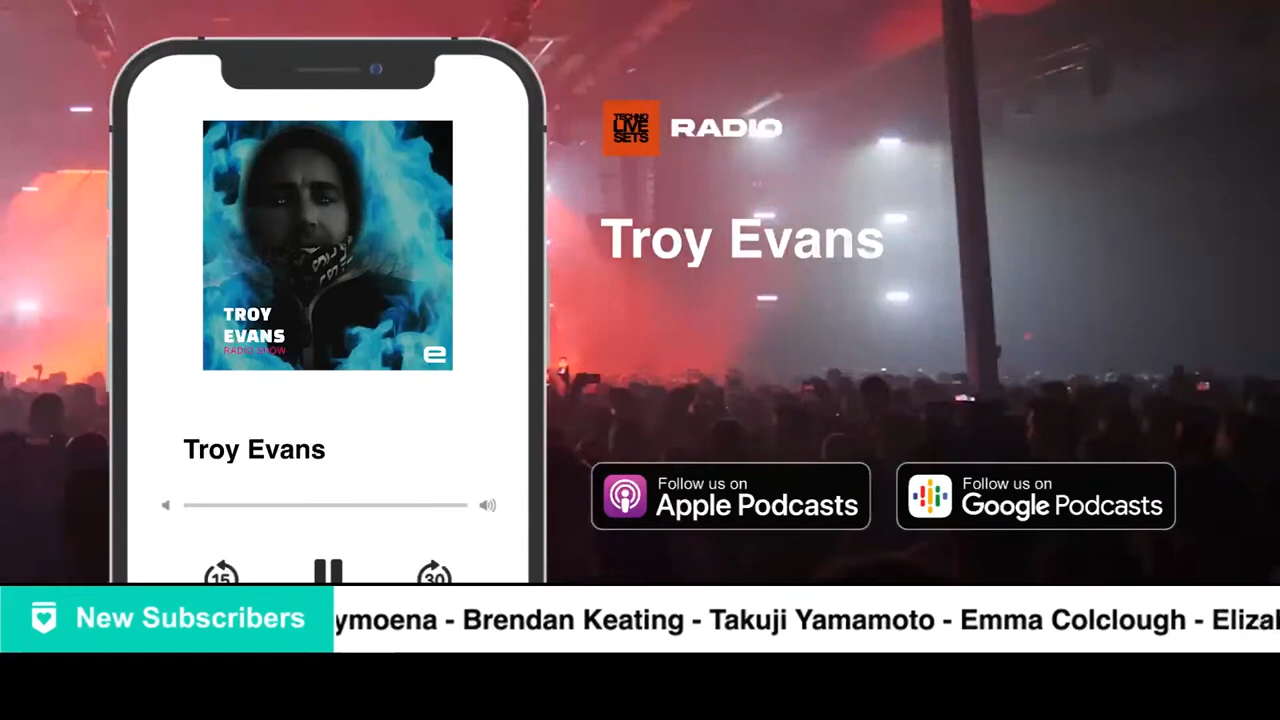 TROY
EVANS
RADIO SHOW
Troy Evans
15
30
TECHNO
LIVE
SETS
RADIO
Troy Evans
Follow us on
Apple Podcasts
Follow us on
Google Podcasts
New Subscribers
ymoena - Brendan Keating - Takuji Yamamoto - Emma Colclough - Eliza